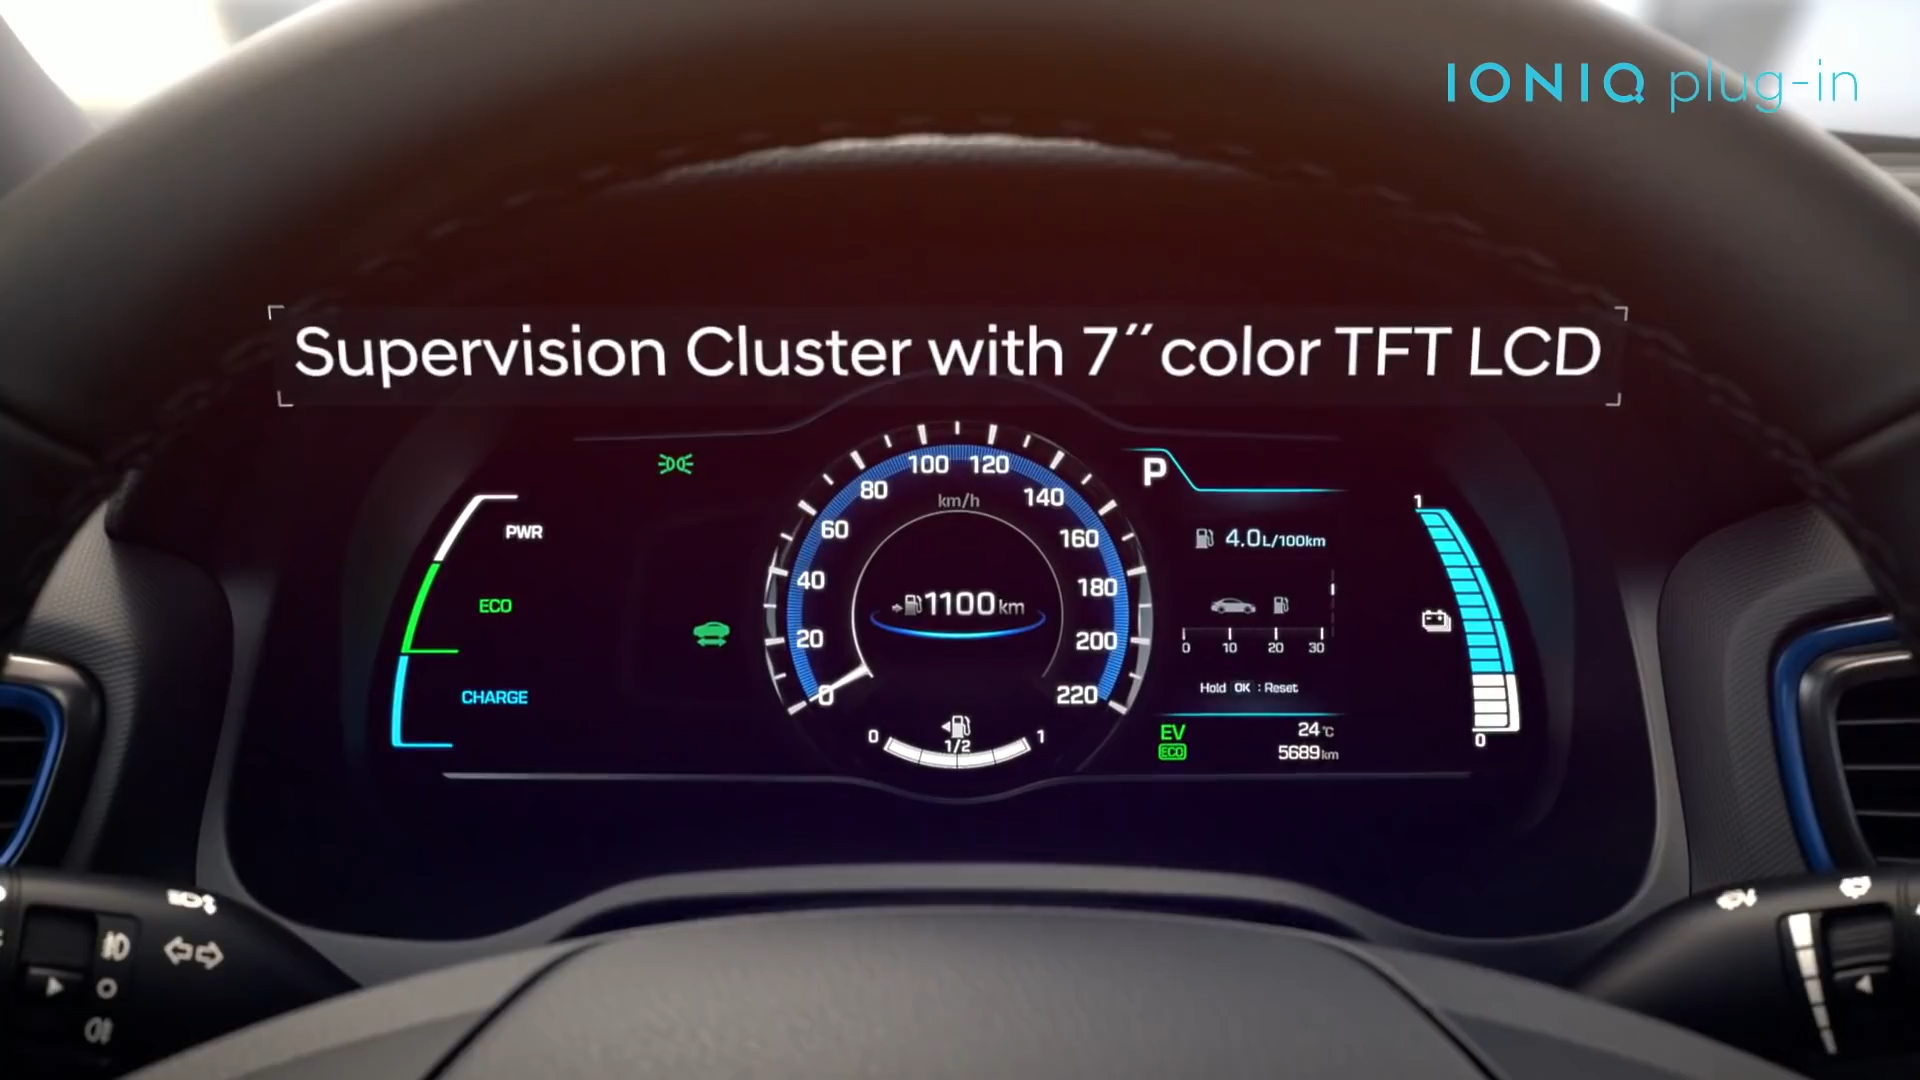 IONIQ plug-in
Supervision Cluster with 7″ color TFT LCD
PWR
ECO
CHARGE
100 120
80 140
60 160
40 180
20 200
0 220
km/h
1100 km
0 1/2 1
P
4.0L/100km
0 10 20 30
Hold OK : Reset
EV 24°C
ECO 5689km
1
0